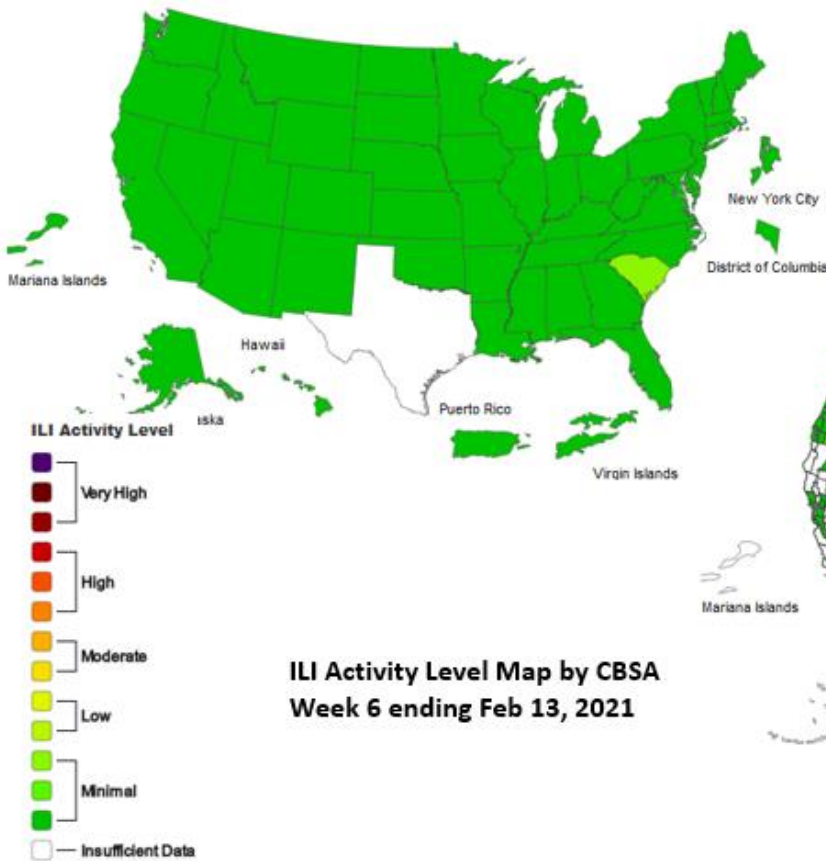 New York City
District of Columbia
Mariana Islands
Hawaii
aska
Puerto Rico
Virgin Islands
ILI Activity Level
Very High
High
Moderate
Low
Minimal
Insufficient Data
Mariana Islands
ILI Activity Level Map by CBSA
Week 6 ending Feb 13, 2021